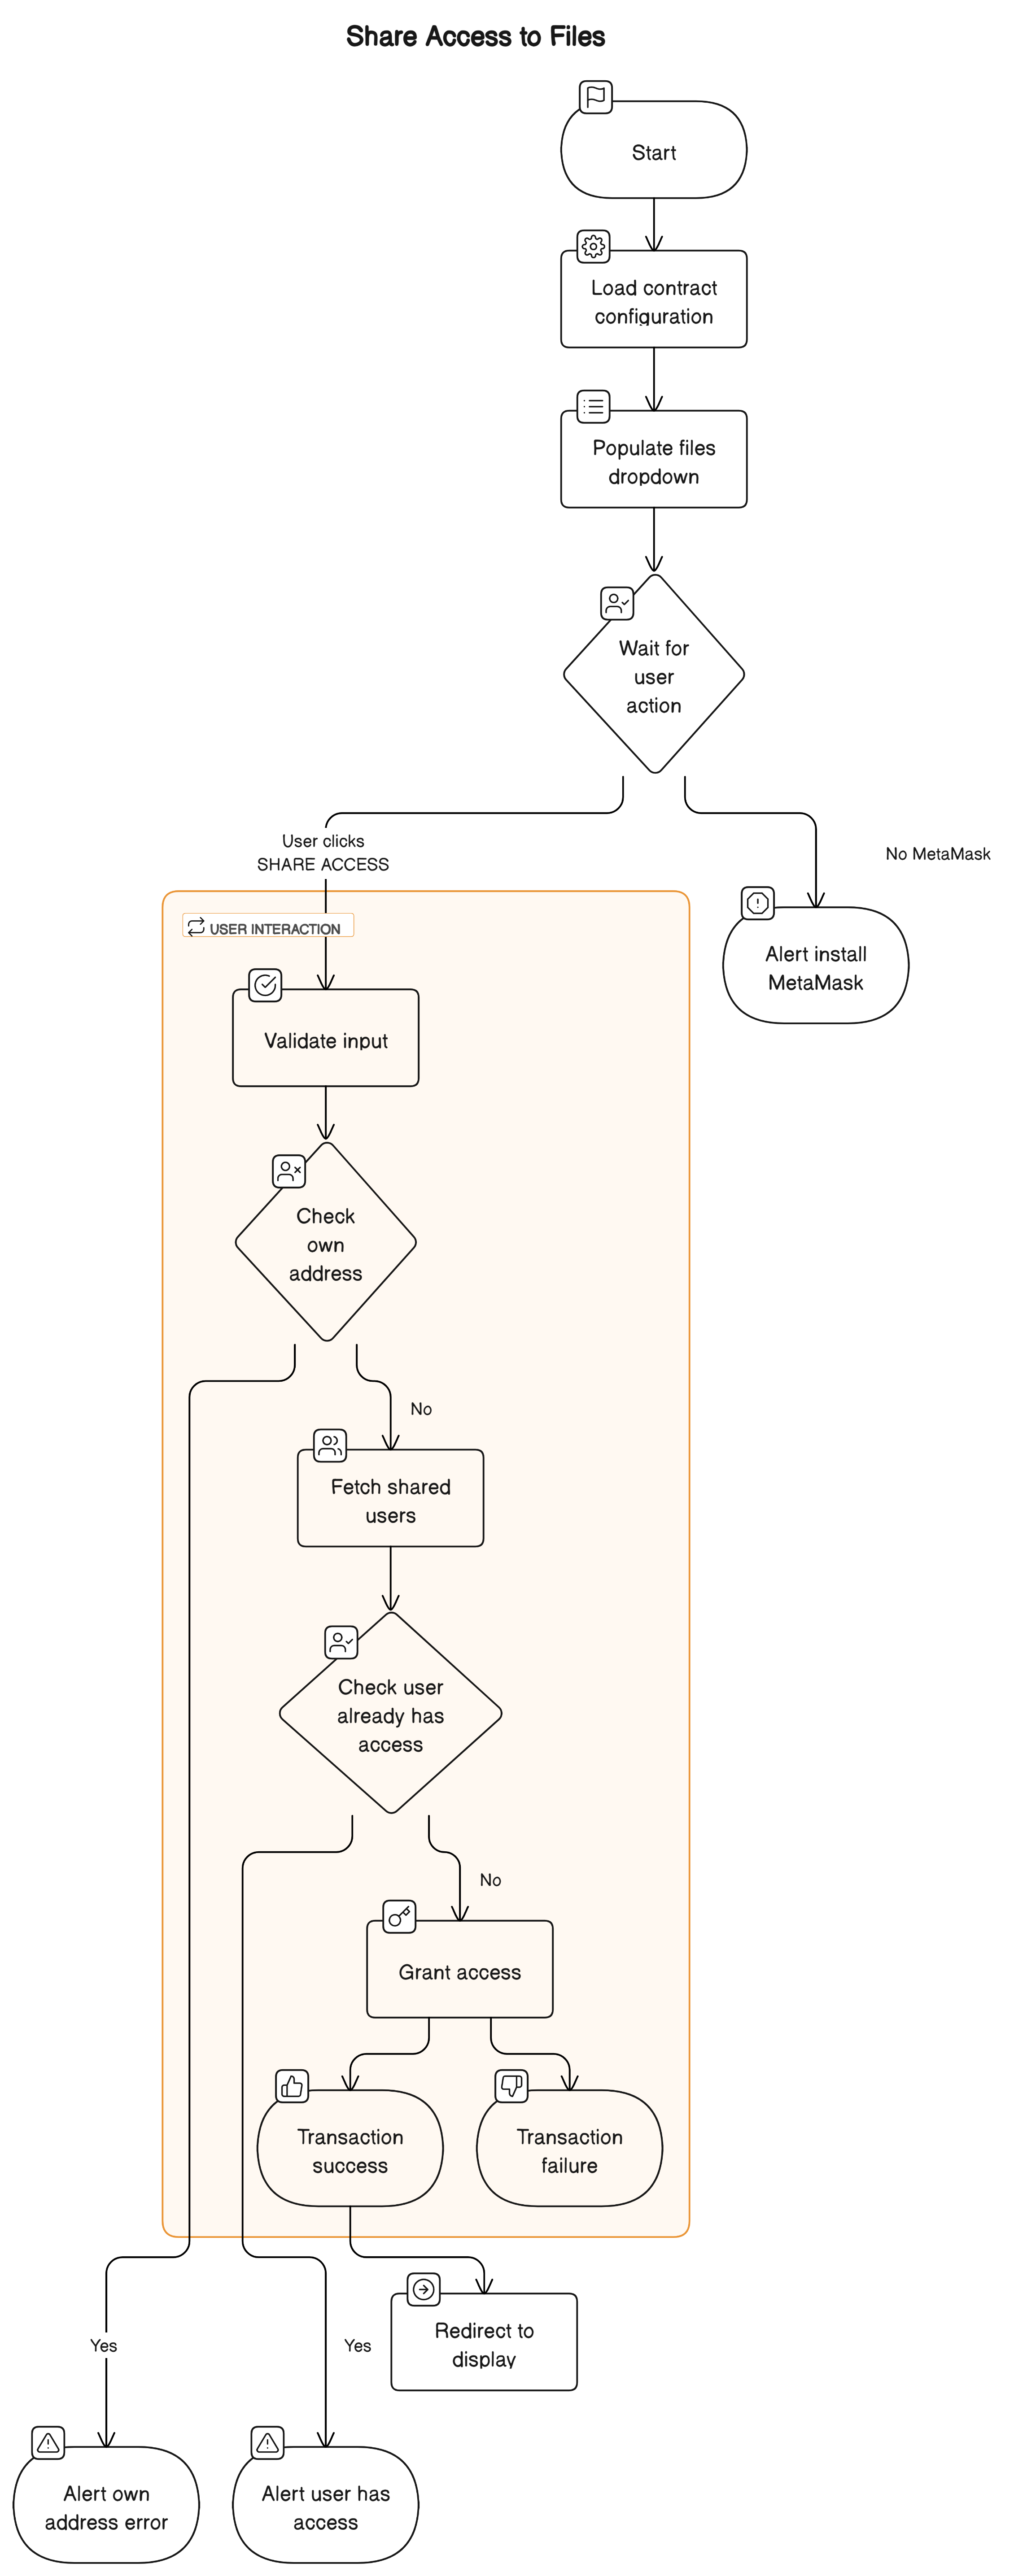 Share Access to Files
Start
Load contract
configuration
Populate files
dropdown
Wait for
user
action
User clicks
SHARE ACCESS
No MetaMask
USER INTERACTION
Alert install
MetaMask
Validate input
Check
own
address
No
Fetch shared
users
Check user
already has
access
No
Grant access
Transaction
success
Transaction
failure
Redirect to
display
Yes
Yes
Alert own
address error
Alert user has
access